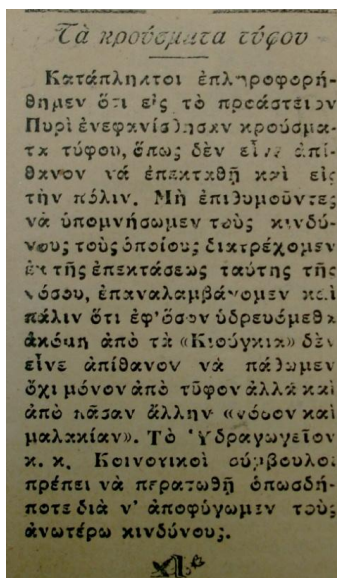 Τὰ κρούσματα τύφου
Κατάπληκτοι ἐπληροφορή-
θημεν ὅτι εἰς τὸ προάστειον
Πυρὶ ἐνεφανίσθησαν κρούσμα-
τα τύφου, ὅπως δὲν εἶνε ἀπί-
θανον νὰ ἐπεκταθῇ καὶ εἰς
τὴν πόλιν. Μὴ ἐπιθυμοῦντες
νὰ ὑπομνήσωμεν τοὺς κινδύ-
νους τοὺς ὁποίους διατρέχομεν
ἐκ τῆς ἐπεκτάσεως ταύτης τῆς
νόσου, ἐπαναλαμβάνομεν καὶ
πάλιν ὅτι ἐφ' ὅσον ὑδρευόμεθα
ἀκόμη ἀπὸ τὰ «Κιούγκια» δὲν
εἶνε ἀπίθανον νὰ πάθωμεν
ὄχι μόνον ἀπὸ τῦφον ἀλλὰ καὶ
ἀπὸ πᾶσαν ἄλλην «νόσον καὶ
μαλακίαν». Τὸ Ὑδραγωγεῖον
κ. κ. Κοινοτικοὶ σύμβουλοι
πρέπει νὰ περατωθῇ ὁπωσδή-
ποτε διὰ ν' ἀποφύγωμεν τοὺς
ἀνωτέρω κινδύνους.